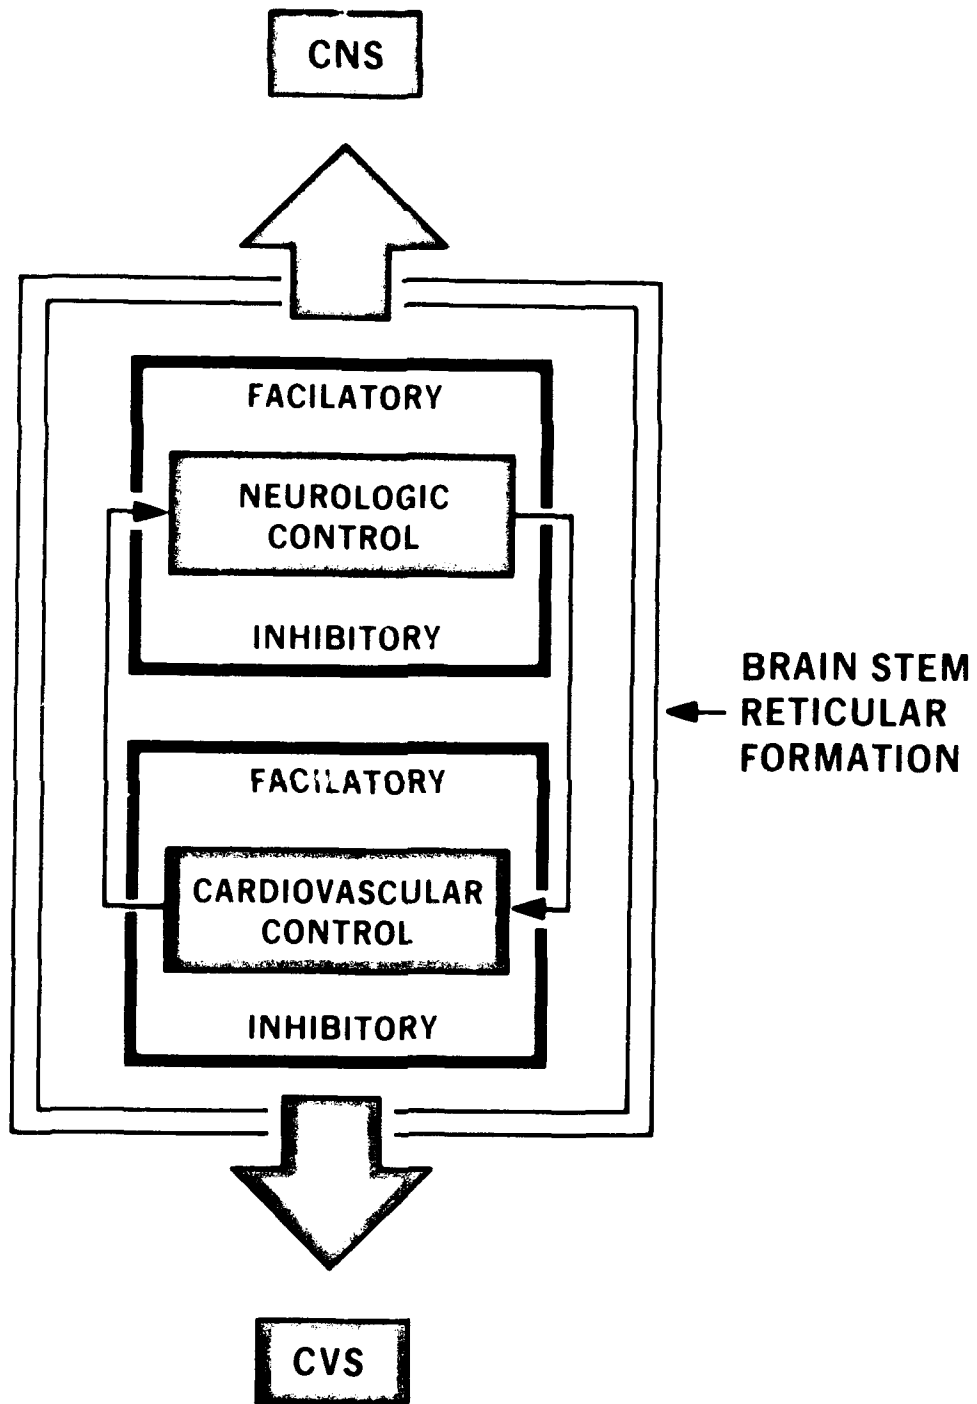 CNS
FACILATORY
NEUROLOGIC
CONTROL
INHIBITORY
BRAIN STEM
RETICULAR
FORMATION
FACILATORY
CARDIOVASCULAR
CONTROL
INHIBITORY
CVS